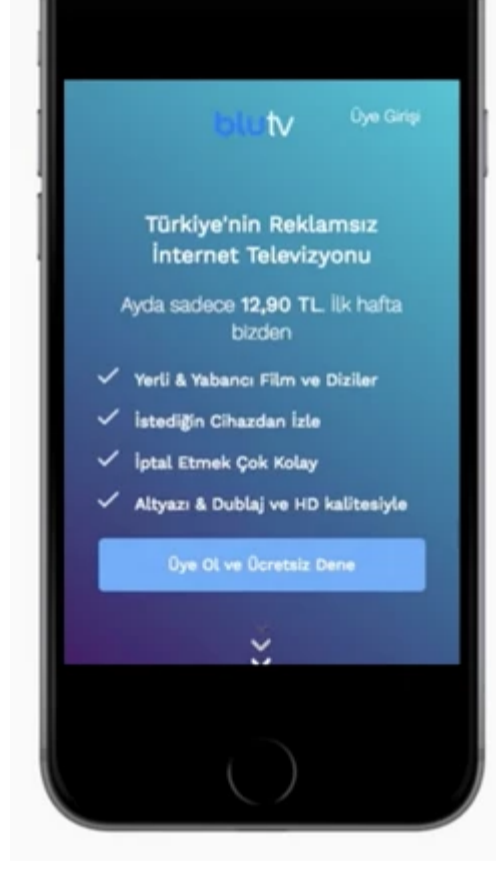 blutv
Üye Girişi
Türkiye'nin Reklamsız
İnternet Televizyonu
Ayda sadece 12,90 TL. İlk hafta
bizden
Yerli & Yabancı Film ve Diziler
İstediğin Cihazdan İzle
İptal Etmek Çok Kolay
Altyazı & Dublaj ve HD kalitesiyle
Üye Ol ve Ücretsiz Dene